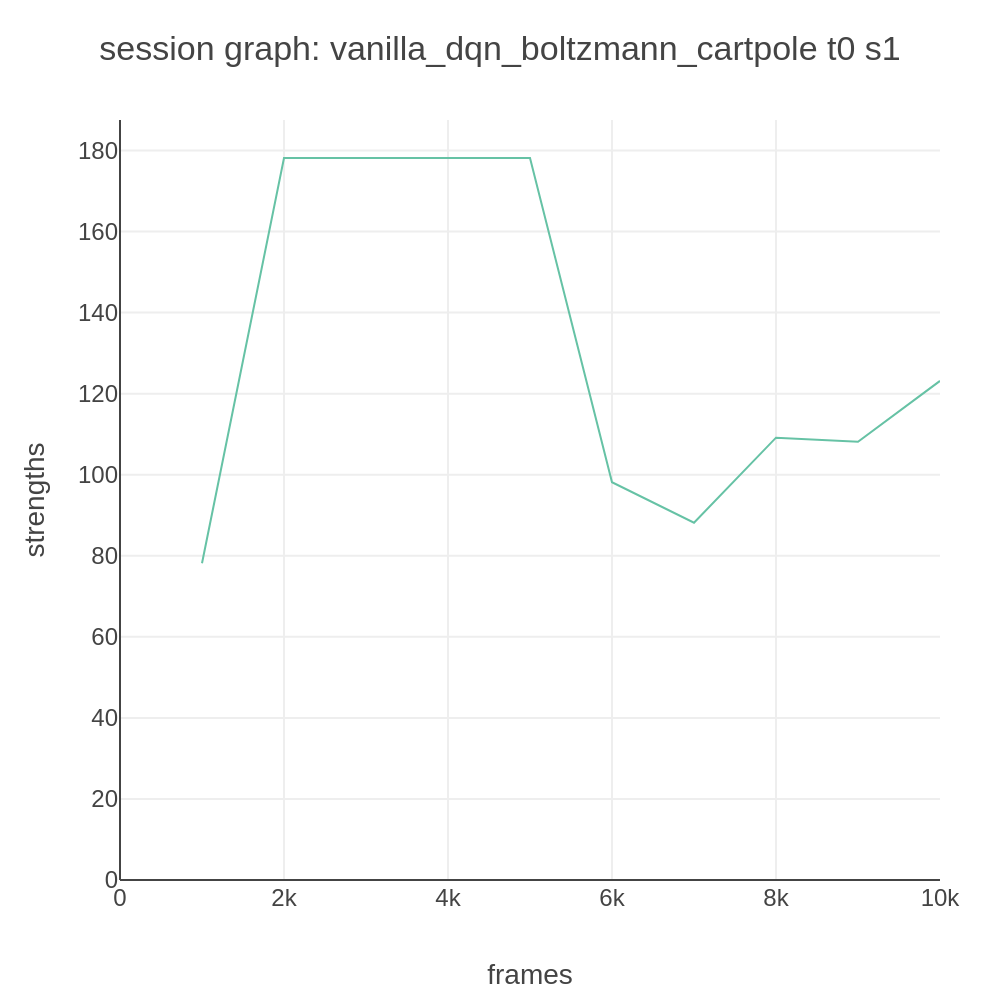 session graph: vanilla_dqn_boltzmann_cartpole t0 s1
180
160
140
120
100
80
60
40
20
0
strengths
0 2k 4k 6k 8k 10k
frames